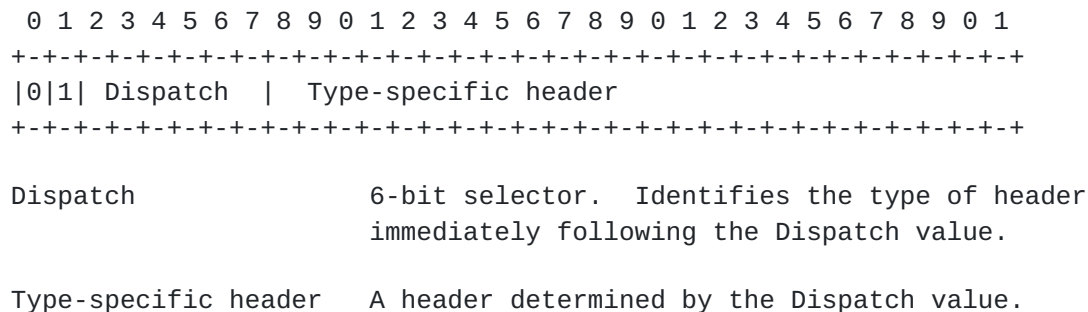 0 1 2 3 4 5 6 7 8 9 0 1 2 3 4 5 6 7 8 9 0 1 2 3 4 5 6 7 8 9 0 1
+-+-+-+-+-+-+-+-+-+-+-+-+-+-+-+-+-+-+-+-+-+-+-+-+-+-+-+-+-+-+-+-+
|0|1| Dispatch  |  Type-specific header
+-+-+-+-+-+-+-+-+-+-+-+-+-+-+-+-+-+-+-+-+-+-+-+-+-+-+-+-+-+-+-+-+

Dispatch               6-bit selector.  Identifies the type of header
                       immediately following the Dispatch value.

Type-specific header   A header determined by the Dispatch value.